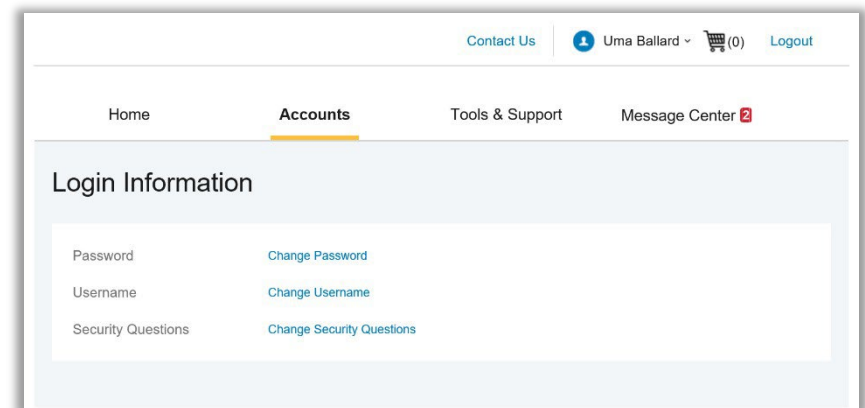 Contact Us Uma Ballard (0) Logout
Home Accounts Tools & Support Message Center 2
Login Information
Password Change Password
Username Change Username
Security Questions Change Security Questions